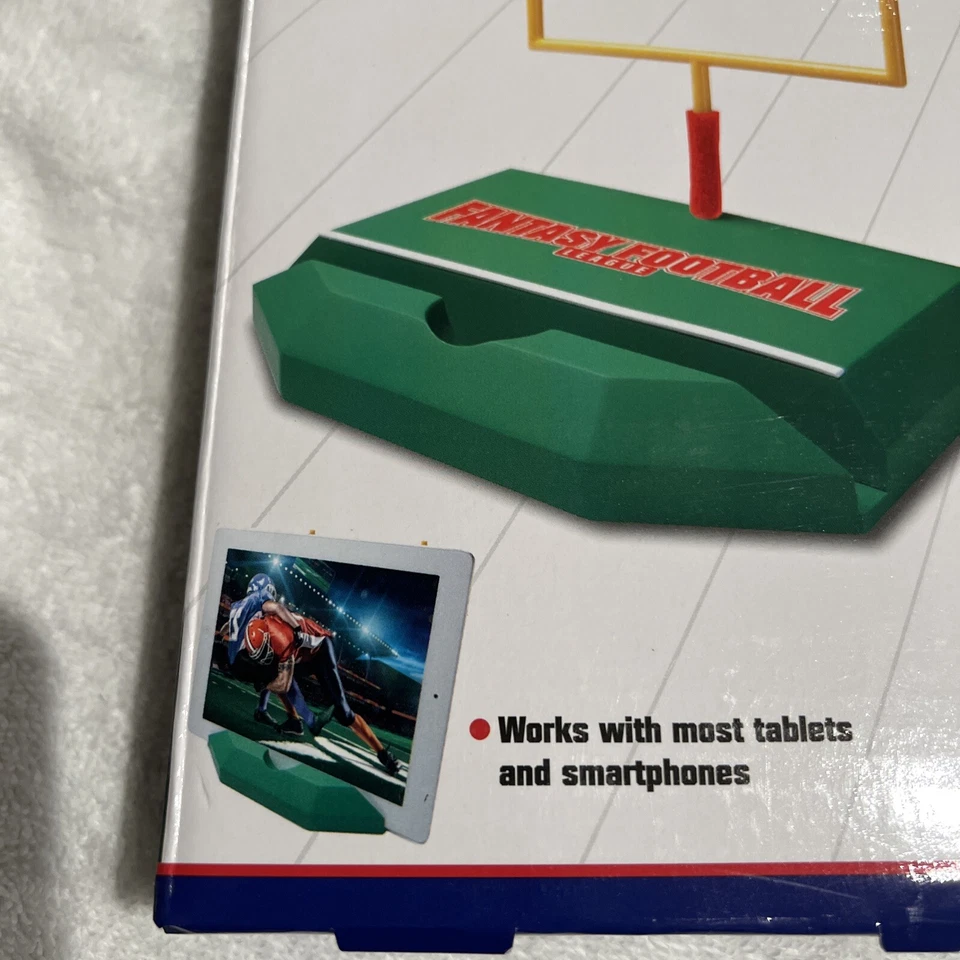 FANTASY FOOTBALL
LEAGUE
Works with most tablets
and smartphones